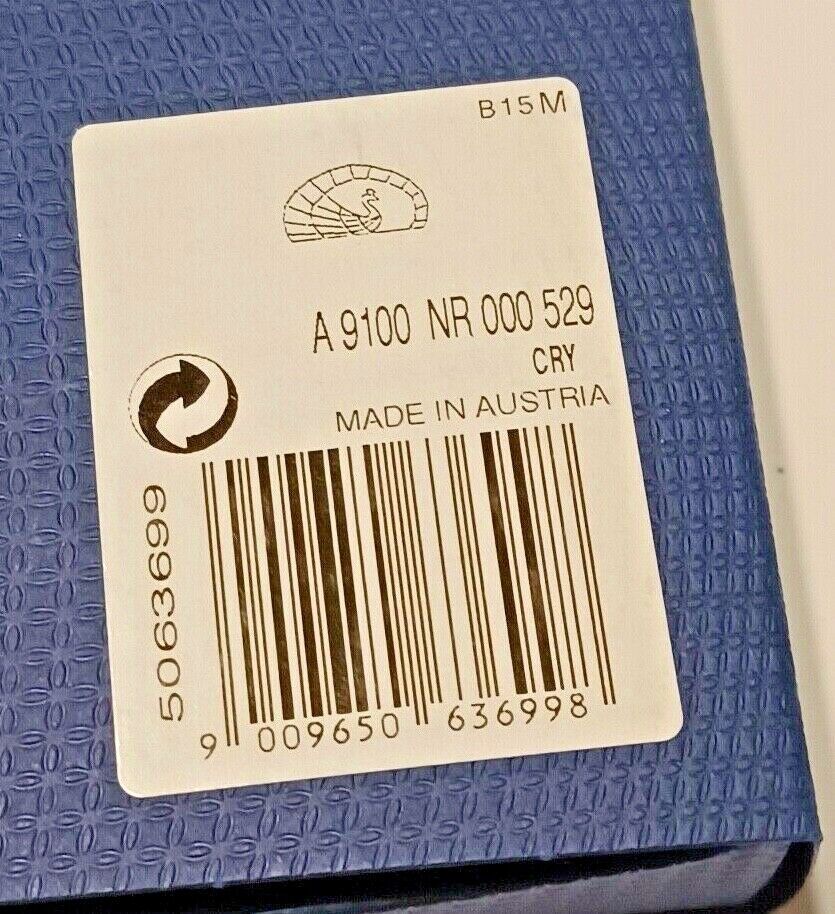 B15M
A 9100 NR 000 529
CRY
MADE IN AUSTRIA
5063699
9 009650 636998